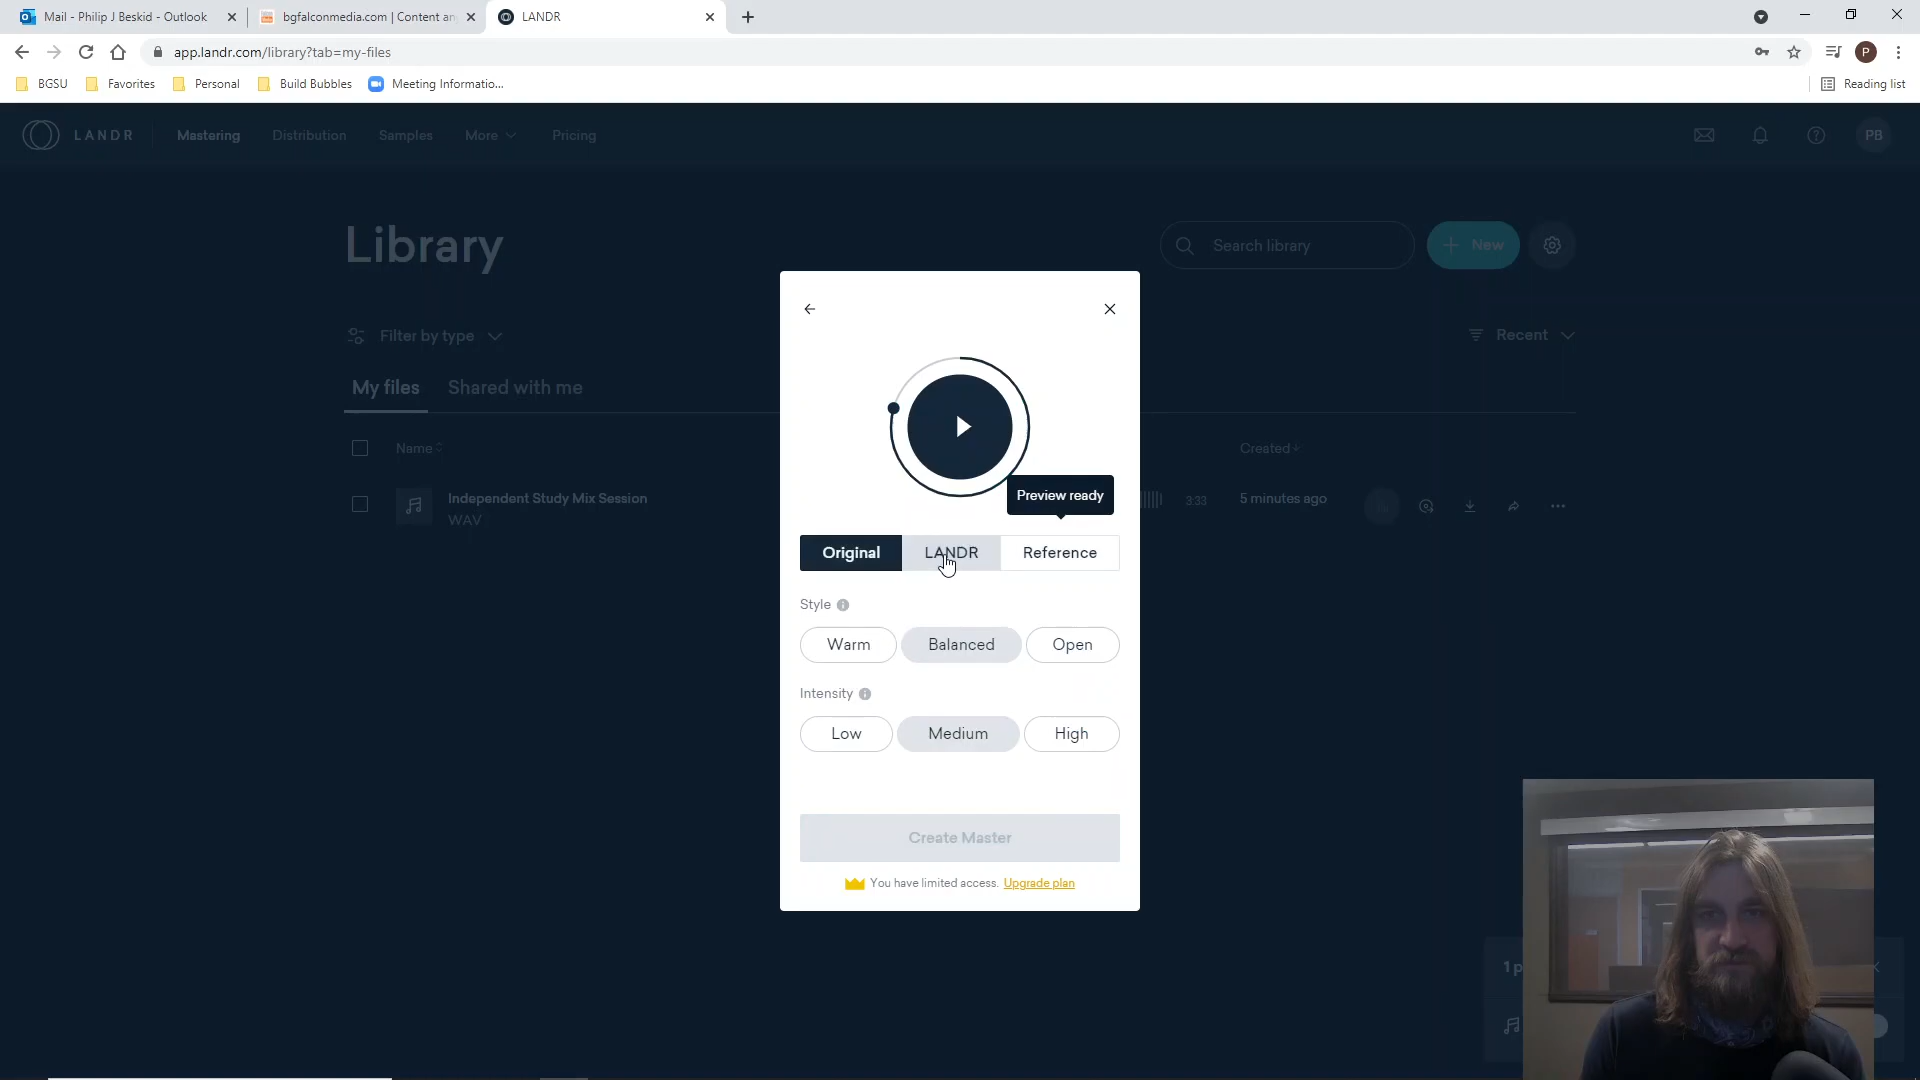 Mail - Philip J Beskid - Outlook
bgfalconmedia.com | Content an
LANDR
app.landr.com/library?tab=my-files
P
BGSU
Favorites
Personal
Build Bubbles
Meeting Informatio...
Reading list
LANDR
Mastering
Distribution
Samples
More
Pricing
PB
Library
Search library
+ New
Filter by type
Recent
My files
Shared with me
Name
Created
Independent Study Mix Session
WAV
3:33
5 minutes ago
Preview ready
Original
LANDR
Reference
Style
Warm
Balanced
Open
Intensity
Low
Medium
High
Create Master
You have limited access. Upgrade plan
1 p